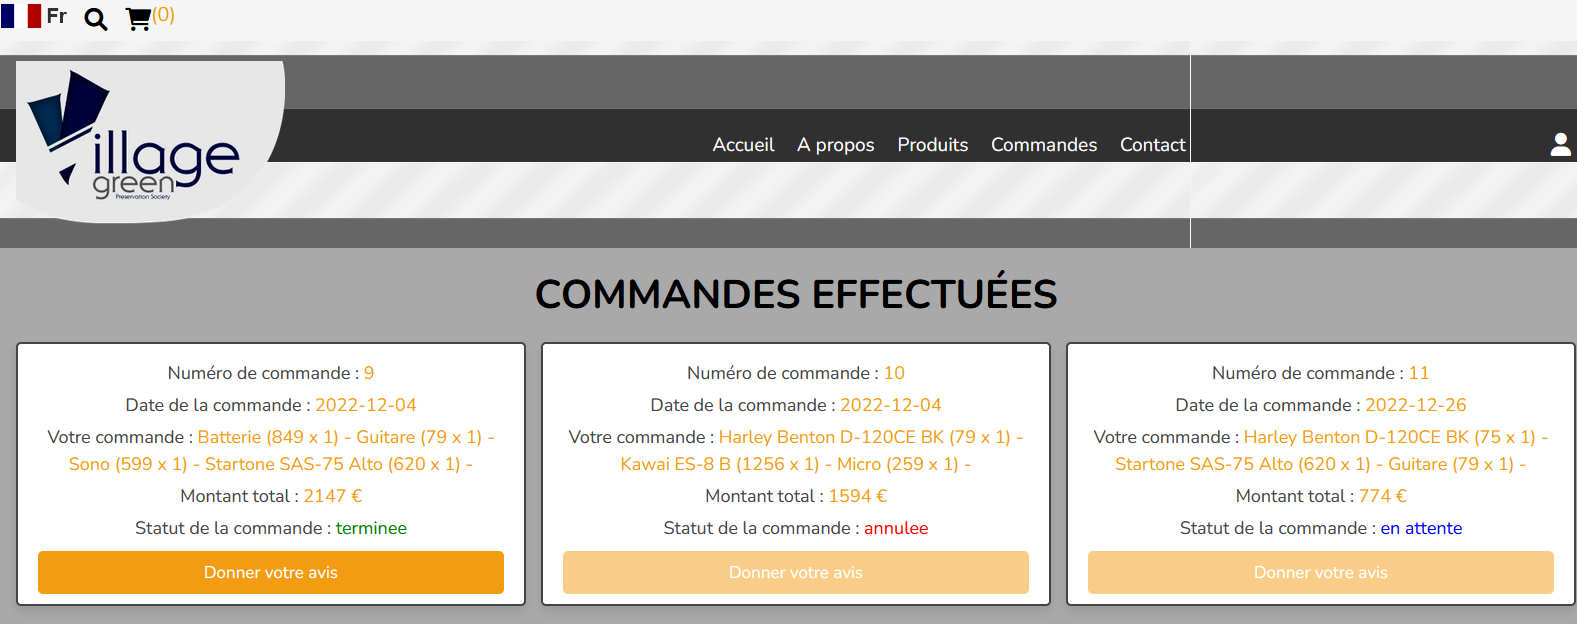 Fr (0)
illage
green
Preservation Society
Accueil A propos Produits Commandes Contact
COMMANDES EFFECTUÉES
Numéro de commande : 9
Date de la commande : 2022-12-04
Votre commande : Batterie (849 x 1) - Guitare (79 x 1) -
Sono (599 x 1) - Startone SAS-75 Alto (620 x 1) -
Montant total : 2147 €
Statut de la commande : terminee
Donner votre avis
Numéro de commande : 10
Date de la commande : 2022-12-04
Votre commande : Harley Benton D-120CE BK (79 x 1) -
Kawai ES-8 B (1256 x 1) - Micro (259 x 1) -
Montant total : 1594 €
Statut de la commande : annulee
Donner votre avis
Numéro de commande : 11
Date de la commande : 2022-12-26
Votre commande : Harley Benton D-120CE BK (75 x 1) -
Startone SAS-75 Alto (620 x 1) - Guitare (79 x 1) -
Montant total : 774 €
Statut de la commande : en attente
Donner votre avis